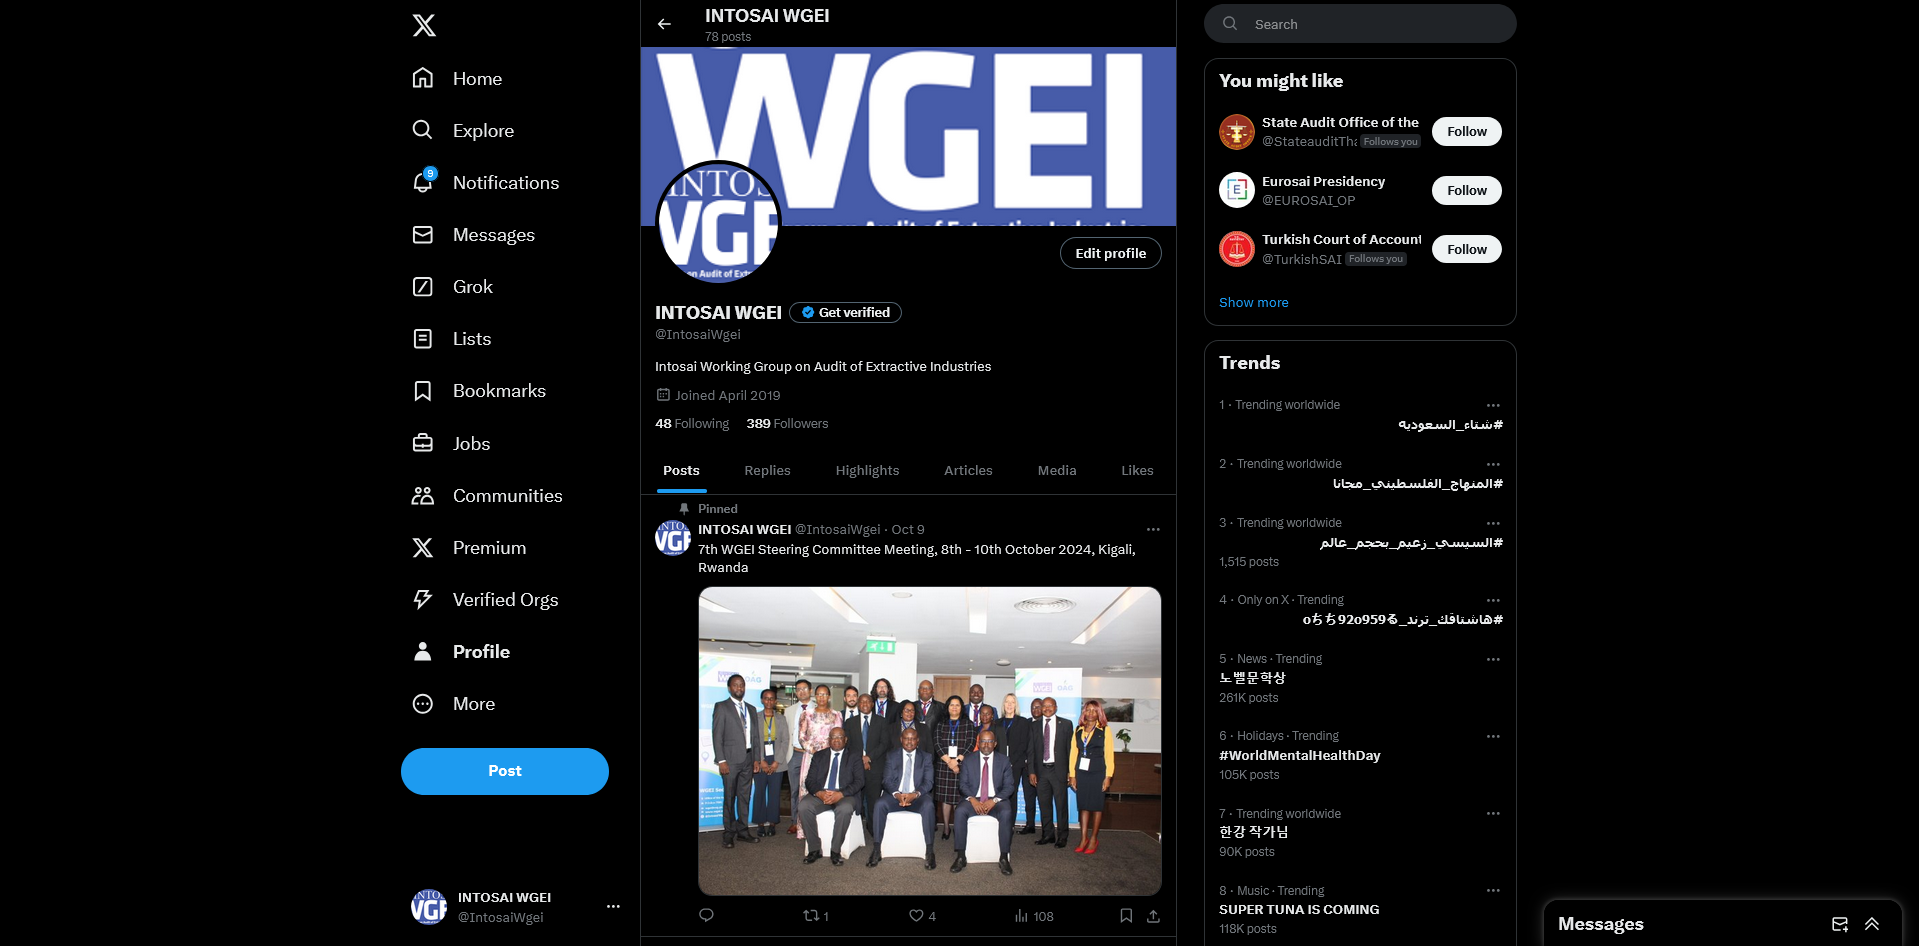 Home
Explore
9
Notifications
Messages
Grok
Lists
Bookmarks
Jobs
Communities
Premium
Verified Orgs
Profile
More
Post
INTOSAI WGEI
@IntosaiWgei
INTOSAI WGEI
78 posts
WGEI
Edit profile
INTOSAI WGEI
Get verified
@IntosaiWgei
Intosai Working Group on Audit of Extractive Industries
Joined April 2019
48 Following 389 Followers
Posts Replies Highlights Articles Media Likes
Pinned
INTOSAI WGEI @IntosaiWgei · Oct 9
7th WGEI Steering Committee Meeting, 8th - 10th October 2024, Kigali,
Rwanda
1 4 108
Search
You might like
State Audit Office of the
@StateauditTha Follows you
Follow
Eurosai Presidency
@EUROSAI_OP
Follow
Turkish Court of Account
@TurkishSAI Follows you
Follow
Show more
Trends
1 · Trending worldwide
#شتاء_السعوديه
2 · Trending worldwide
#المنهاج_الفلسطيني_مجانا
3 · Trending worldwide
#السيسي_زعيم_بحجم_عالم
1,515 posts
4 · Only on X · Trending
5 · News · Trending
노벨문학상
261K posts
6 · Holidays · Trending
#WorldMentalHealthDay
105K posts
7 · Trending worldwide
한강 작가님
90K posts
8 · Music · Trending
SUPER TUNA IS COMING
118K posts
Messages